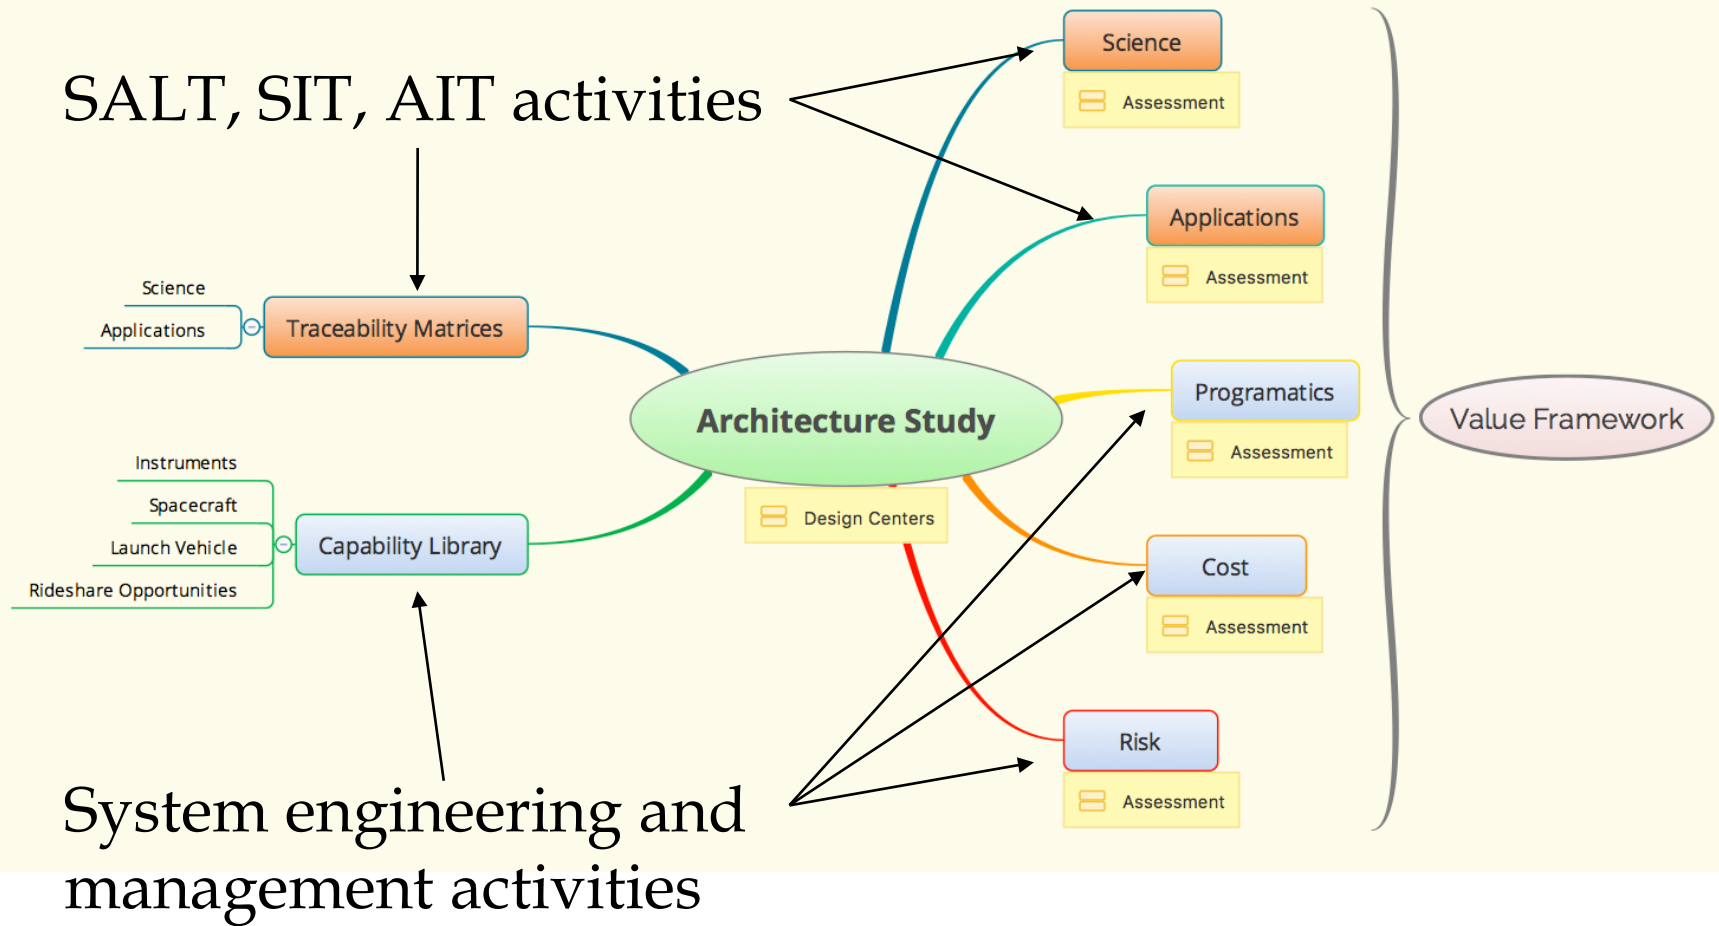 SALT, SIT, AIT activities
Science
Assessment
Applications
Assessment
Science
Applications
Traceability Matrices
Architecture Study
Design Centers
Programatics
Assessment
Value Framework
Instruments
Spacecraft
Launch Vehicle
Rideshare Opportunities
Capability Library
Cost
Assessment
Risk
Assessment
System engineering and
management activities